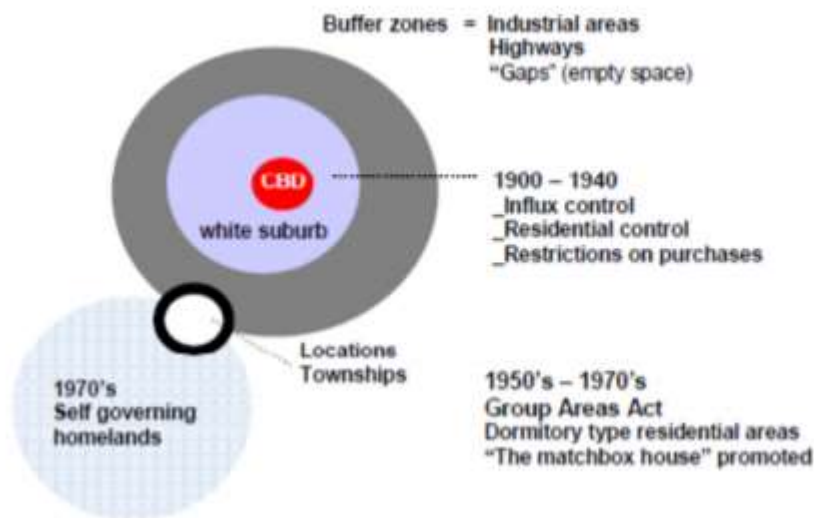 Buffer zones = Industrial areas
Highways
"Gaps" (empty space)
CBD
white suburb
1900 – 1940
_Influx control
_Residential control
_Restrictions on purchases
Locations
Townships
1970's
Self governing
homelands
1950's – 1970's
Group Areas Act
Dormitory type residential areas
"The matchbox house" promoted